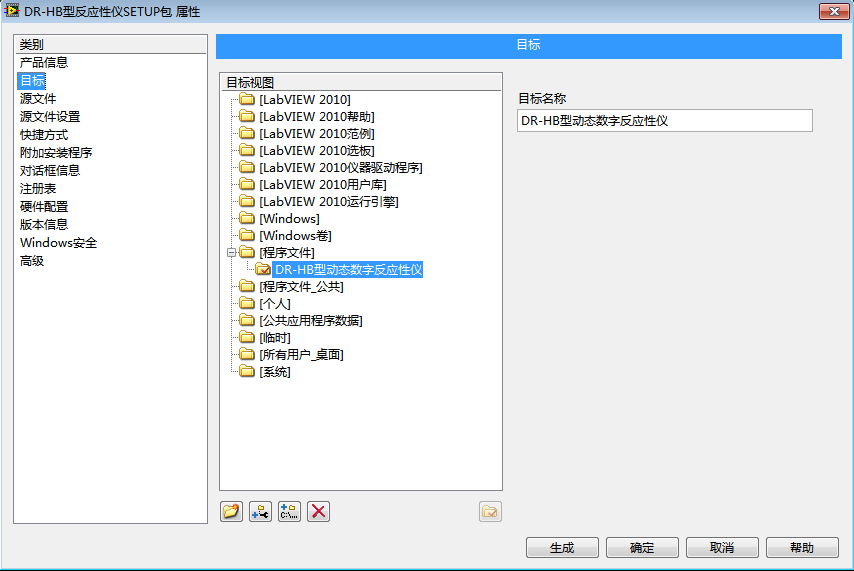 DR-HB型反应性仪SETUP包 属性
类别
产品信息
目标
源文件
源文件设置
快捷方式
附加安装程序
对话框信息
注册表
硬件配置
版本信息
Windows安全
高级
目标
目标视图
[LabVIEW 2010]
[LabVIEW 2010帮助]
[LabVIEW 2010范例]
[LabVIEW 2010选板]
[LabVIEW 2010仪器驱动程序]
[LabVIEW 2010用户库]
[LabVIEW 2010运行引擎]
[Windows]
[Windows卷]
[程序文件]
DR-HB型动态数字反应性仪
[程序文件_公共]
[个人]
[公共应用程序数据]
[临时]
[所有用户_桌面]
[系统]
目标名称
DR-HB型动态数字反应性仪
C:\...
生成
确定
取消
帮助